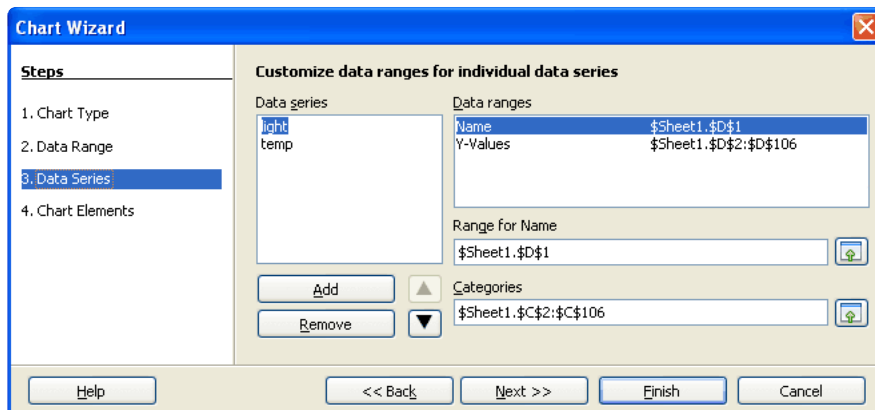 Chart Wizard
Steps
1. Chart Type
2. Data Range
3. Data Series
4. Chart Elements
Customize data ranges for individual data series
Data series
light
temp
Add
Remove
Data ranges
Name $Sheet1.$D$1
Y-Values $Sheet1.$D$2:$D$106
Range for Name
$Sheet1.$D$1
Categories
$Sheet1.$C$2:$C$106
Help
<< Back
Next >>
Finish
Cancel